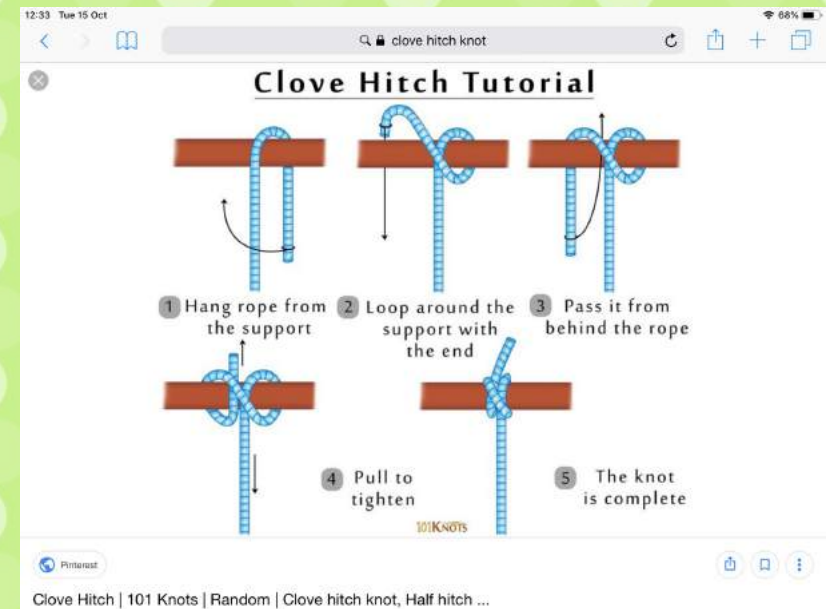 12:33 Tue 15 Oct
68%
clove hitch knot
Clove Hitch Tutorial
1 Hang rope from
the support
2 Loop around the
support with
the end
3 Pass it from
behind the rope
4 Pull to
tighten
5 The knot
is complete
101KNOTS
Pinterest
Clove Hitch | 101 Knots | Random | Clove hitch knot, Half hitch ...